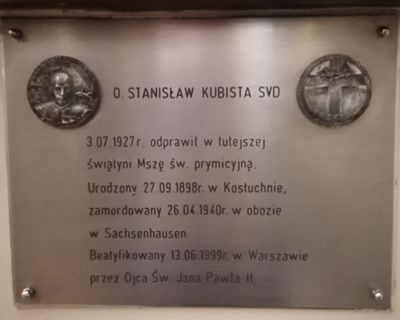 O. STANISŁAW KUBISTA SVD
3.07.1927r. odprawił w tutejszej
świątyni Mszę św. prymicyjną.
Urodzony 27.09.1898r. w Kostuchnie,
zamordowany 26.04.1940r. w obozie
w Sachsenhausen.
Beatyfikowany 13.06.1999r. w Warszawie
przez Ojca Św. Jana Pawła II.